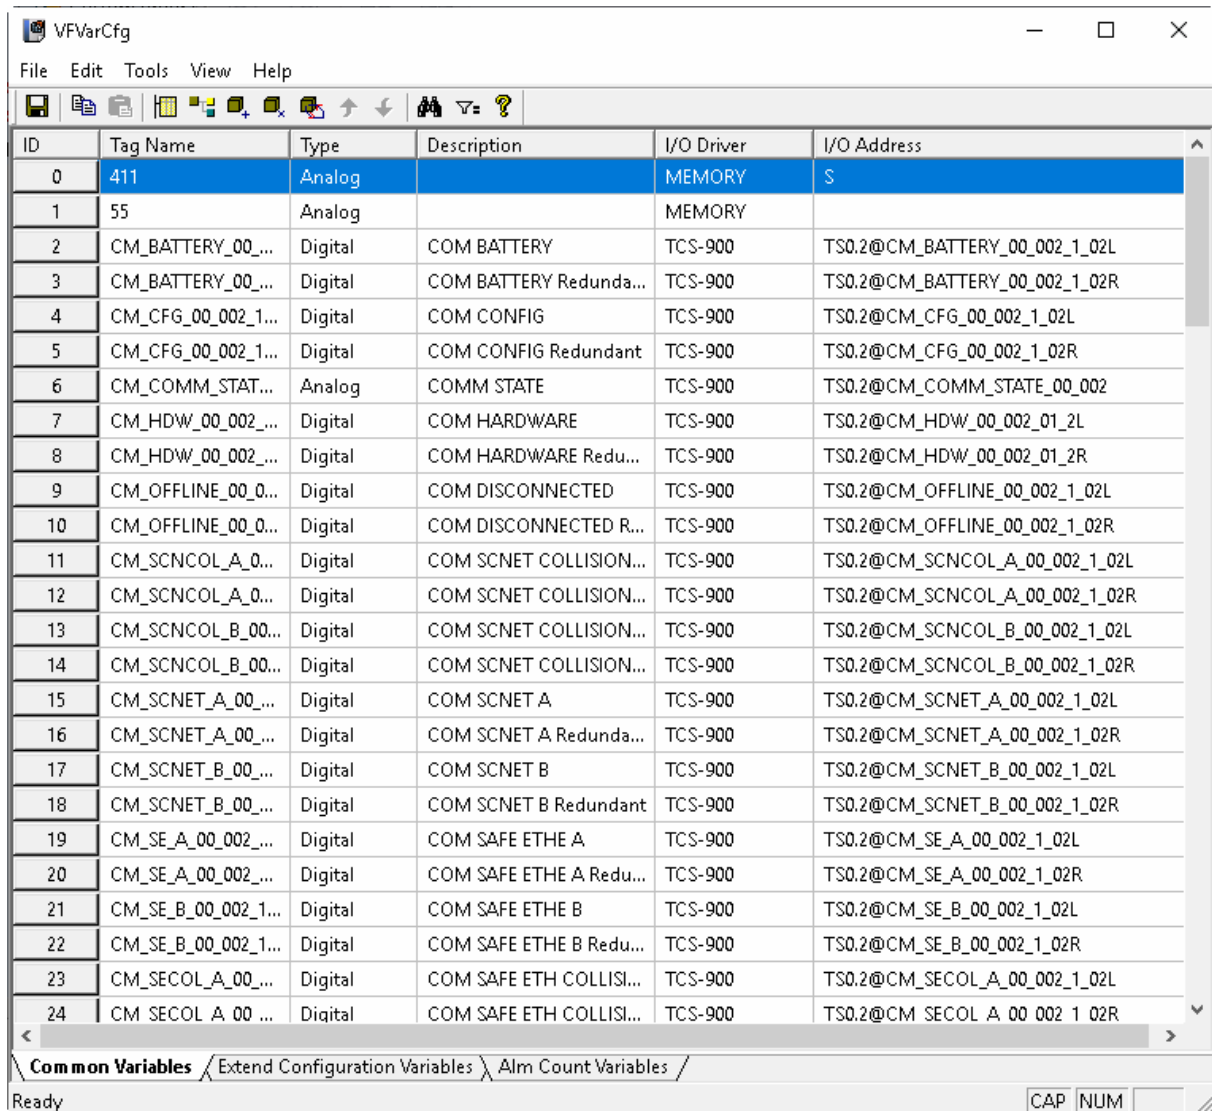 VFVarCfg
File Edit Tools View Help
ID Tag Name Type Description I/O Driver I/O Address
0 411 Analog MEMORY S
1 55 Analog MEMORY
2 CM_BATTERY_00_... Digital COM BATTERY TCS-900 TS0.2@CM_BATTERY_00_002_1_02L
3 CM_BATTERY_00_... Digital COM BATTERY Redunda... TCS-900 TS0.2@CM_BATTERY_00_002_1_02R
4 CM_CFG_00_002_1... Digital COM CONFIG TCS-900 TS0.2@CM_CFG_00_002_1_02L
5 CM_CFG_00_002_1... Digital COM CONFIG Redundant TCS-900 TS0.2@CM_CFG_00_002_1_02R
6 CM_COMM_STAT... Analog COMM STATE TCS-900 TS0.2@CM_COMM_STATE_00_002
7 CM_HDW_00_002_... Digital COM HARDWARE TCS-900 TS0.2@CM_HDW_00_002_01_2L
8 CM_HDW_00_002_... Digital COM HARDWARE Redu... TCS-900 TS0.2@CM_HDW_00_002_01_2R
9 CM_OFFLINE_00_0... Digital COM DISCONNECTED TCS-900 TS0.2@CM_OFFLINE_00_002_1_02L
10 CM_OFFLINE_00_0... Digital COM DISCONNECTED R... TCS-900 TS0.2@CM_OFFLINE_00_002_1_02R
11 CM_SCNCOL_A_0... Digital COM SCNET COLLISION... TCS-900 TS0.2@CM_SCNCOL_A_00_002_1_02L
12 CM_SCNCOL_A_0... Digital COM SCNET COLLISION... TCS-900 TS0.2@CM_SCNCOL_A_00_002_1_02R
13 CM_SCNCOL_B_00... Digital COM SCNET COLLISION... TCS-900 TS0.2@CM_SCNCOL_B_00_002_1_02L
14 CM_SCNCOL_B_00... Digital COM SCNET COLLISION... TCS-900 TS0.2@CM_SCNCOL_B_00_002_1_02R
15 CM_SCNET_A_00_... Digital COM SCNET A TCS-900 TS0.2@CM_SCNET_A_00_002_1_02L
16 CM_SCNET_A_00_... Digital COM SCNET A Redunda... TCS-900 TS0.2@CM_SCNET_A_00_002_1_02R
17 CM_SCNET_B_00_... Digital COM SCNET B TCS-900 TS0.2@CM_SCNET_B_00_002_1_02L
18 CM_SCNET_B_00_... Digital COM SCNET B Redundant TCS-900 TS0.2@CM_SCNET_B_00_002_1_02R
19 CM_SE_A_00_002_... Digital COM SAFE ETHE A TCS-900 TS0.2@CM_SE_A_00_002_1_02L
20 CM_SE_A_00_002_... Digital COM SAFE ETHE A Redu... TCS-900 TS0.2@CM_SE_A_00_002_1_02R
21 CM_SE_B_00_002_1... Digital COM SAFE ETHE B TCS-900 TS0.2@CM_SE_B_00_002_1_02L
22 CM_SE_B_00_002_1... Digital COM SAFE ETHE B Redu... TCS-900 TS0.2@CM_SE_B_00_002_1_02R
23 CM_SECOL_A_00_... Digital COM SAFE ETH COLLISI... TCS-900 TS0.2@CM_SECOL_A_00_002_1_02L
24 CM_SECOL_A_00_... Digital COM SAFE ETH COLLISI... TCS-900 TS0.2@CM_SECOL_A_00_002_1_02R
Common Variables Extend Configuration Variables Alm Count Variables
Ready CAP NUM